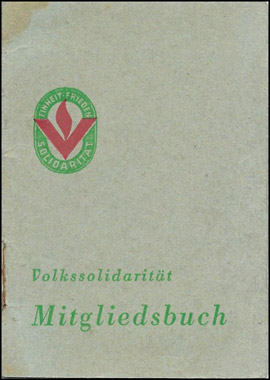 EINHEIT·FRIEDEN
SOLIDARITÄT
Volkssolidarität
Mitgliedsbuch